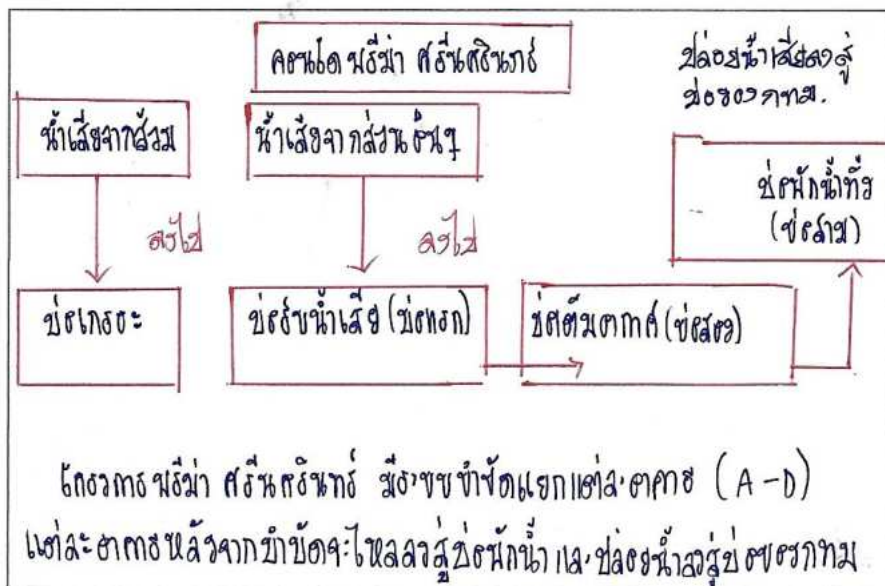 คอนโด พรีม่า ศรีนครินทร์
ปล่อยน้ำเสียลงสู่
บ่อของ กทม.
น้ำเสียจากส้วม
น้ำเสียจากส่วนอื่นๆ
บ่อพักน้ำทิ้ง
(บ่อสาม)
ลงไป
ลงไป
บ่อเกรอะ
บ่อรับน้ำเสีย (บ่อแรก)
บ่อเติมอากาศ (บ่อสอง)
โครงการ พรีม่า ศรีนครินทร์ มีระบบบำบัดแยกแต่ละอาคาร (A-D)
แต่ละอาคารหลังจากบำบัดจะไหลลงสู่บ่อพักน้ำ และปล่อยน้ำลงสู่บ่อของกทม